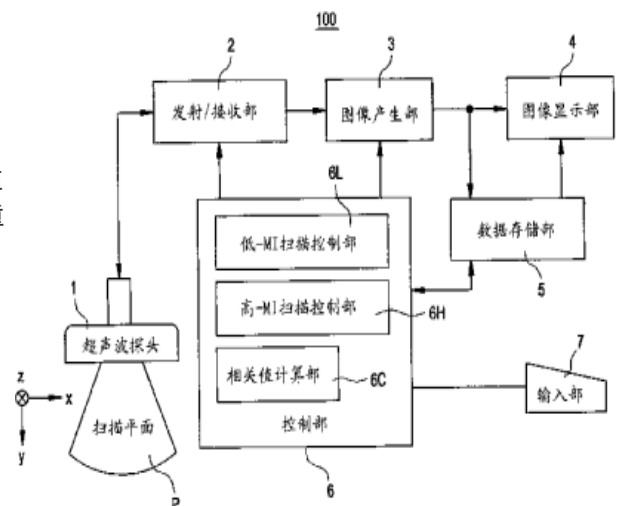 100
2
3
4
发射/接收部
图像产生部
图像显示部
6L
低-MI扫描控制部
数据存储部
5
高-MI扫描控制部
6H
1
超声波探头
相关值计算部
6C
7
输入部
z
x
y
扫描平面
控制部
6
P